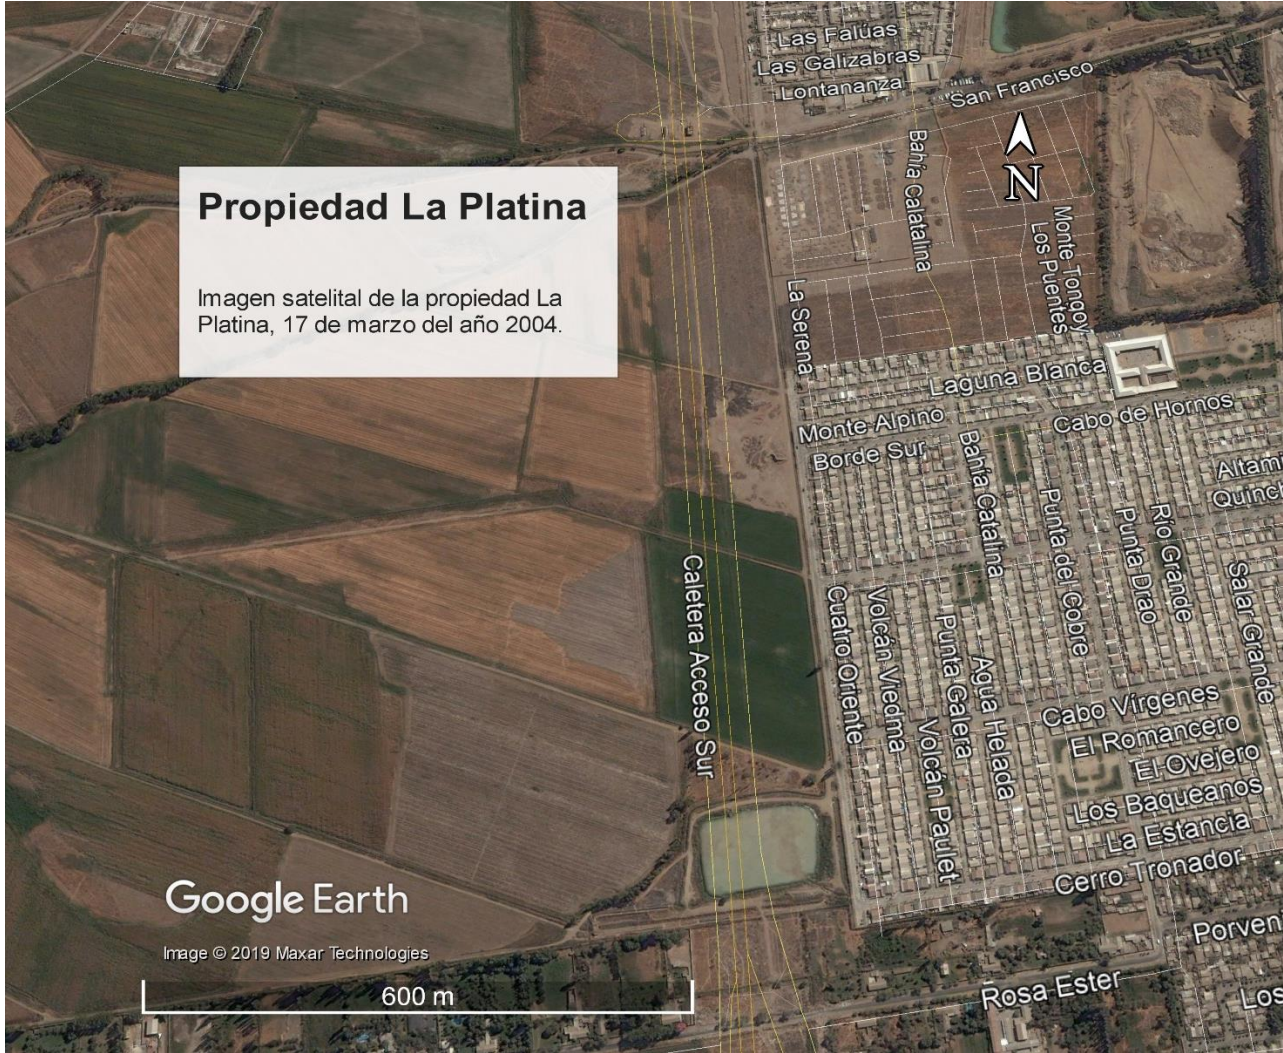 Las Falúas
Las Galizabras
Lontananza
San Francisco
N
Propiedad La Platina
Imagen satelital de la propiedad La
Platina, 17 de marzo del año 2004.
Bahía Calatalina
Monte Tongoy
Los Puentes
La Serena
Laguna Blanca
Monte Alpino
Cabo de Hornos
Borde Sur
Bahía Catalina
Altami
Quinch
Punta del Cobre
Punta Drao
Río Grande
Salar Grande
Caletera Acceso Sur
Cuatro Oriente
Volcán Viedma
Punta Galera
Agua Helada
Volcán Paulet
Cabo Vírgenes
El Romancero
El Ovejero
Los Baqueanos
La Estancia
Cerro Tronador
Google Earth
Image © 2019 Maxar Technologies
600 m
Porven
Rosa Ester
Los